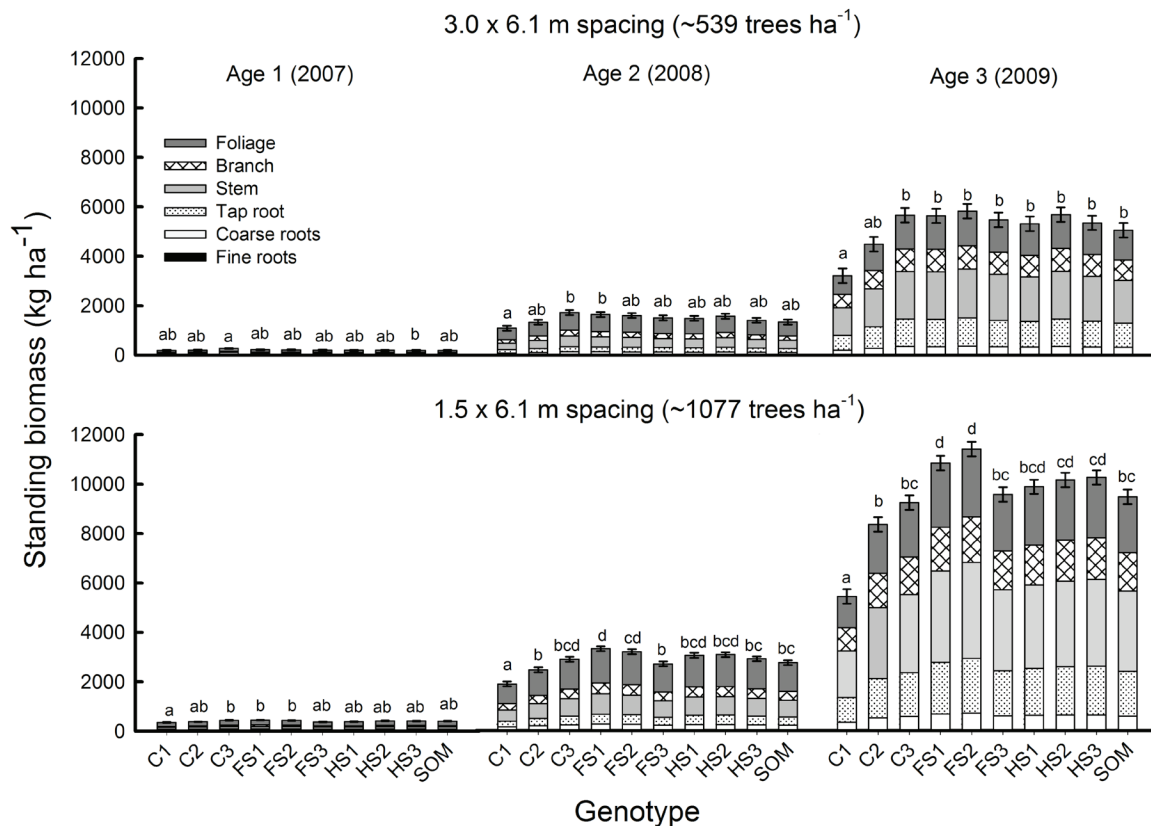 3.0 x 6.1 m spacing (~539 trees ha⁻¹)
12000
10000
8000
6000
4000
2000
0
Age 1 (2007)
Age 2 (2008)
Age 3 (2009)
Foliage
Branch
Stem
Tap root
Coarse roots
Fine roots
ab ab a ab ab ab ab ab b ab
a ab b b ab ab ab ab ab ab
a ab b b b b b b b b
Standing biomass (kg ha⁻¹)
1.5 x 6.1 m spacing (~1077 trees ha⁻¹)
12000
10000
8000
6000
4000
2000
0
a ab b b b ab ab ab ab ab
a b bcd d cd b bcd bcd bc bc
a b bc d d bc bcd cd cd bc
C1 C2 C3 FS1 FS2 FS3 HS1 HS2 HS3 SOM
C1 C2 C3 FS1 FS2 FS3 HS1 HS2 HS3 SOM
C1 C2 C3 FS1 FS2 FS3 HS1 HS2 HS3 SOM
Genotype